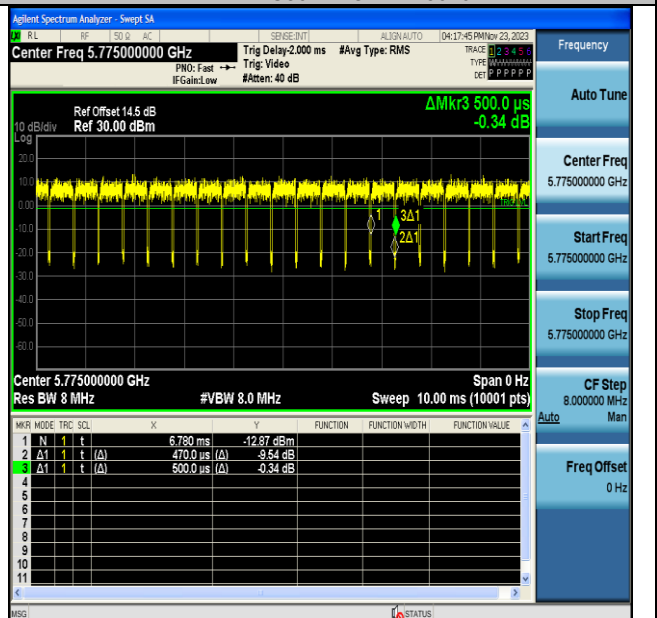 Agilent Spectrum Analyzer - Swept SA
RL RF 50 Ω AC SENSE:INT ALIGN AUTO 04:17:45 PM Nov 23, 2023
Center Freq 5.775000000 GHz
PNO: Fast
IFGain:Low
Trig Delay-2.000 ms
Trig: Video
#Atten: 40 dB
#Avg Type: RMS
TRACE 1 2 3 4 5 6
TYPE
DET P P P P P P
ΔMkr3 500.0 µs
-0.34 dB
Ref Offset 14.5 dB
10 dB/div Ref 30.00 dBm
Log
20.0
10.0
0.00
-10.0
-20.0
-30.0
-40.0
-50.0
-60.0
1
3Δ1
2Δ1
Center 5.775000000 GHz Span 0 Hz
Res BW 8 MHz #VBW 8.0 MHz Sweep 10.00 ms (10001 pts)
MKR MODE TRC SCL X Y FUNCTION FUNCTION WIDTH FUNCTION VALUE
1 N 1 t 6.780 ms -12.87 dBm
2 Δ1 1 t (Δ) 470.0 µs (Δ) -9.54 dB
3 Δ1 1 t (Δ) 500.0 µs (Δ) -0.34 dB
4
5
6
7
8
9
10
11
MSG STATUS
Frequency
Auto Tune
Center Freq
5.775000000 GHz
Start Freq
5.775000000 GHz
Stop Freq
5.775000000 GHz
CF Step
8.000000 MHz
Auto Man
Freq Offset
0 Hz